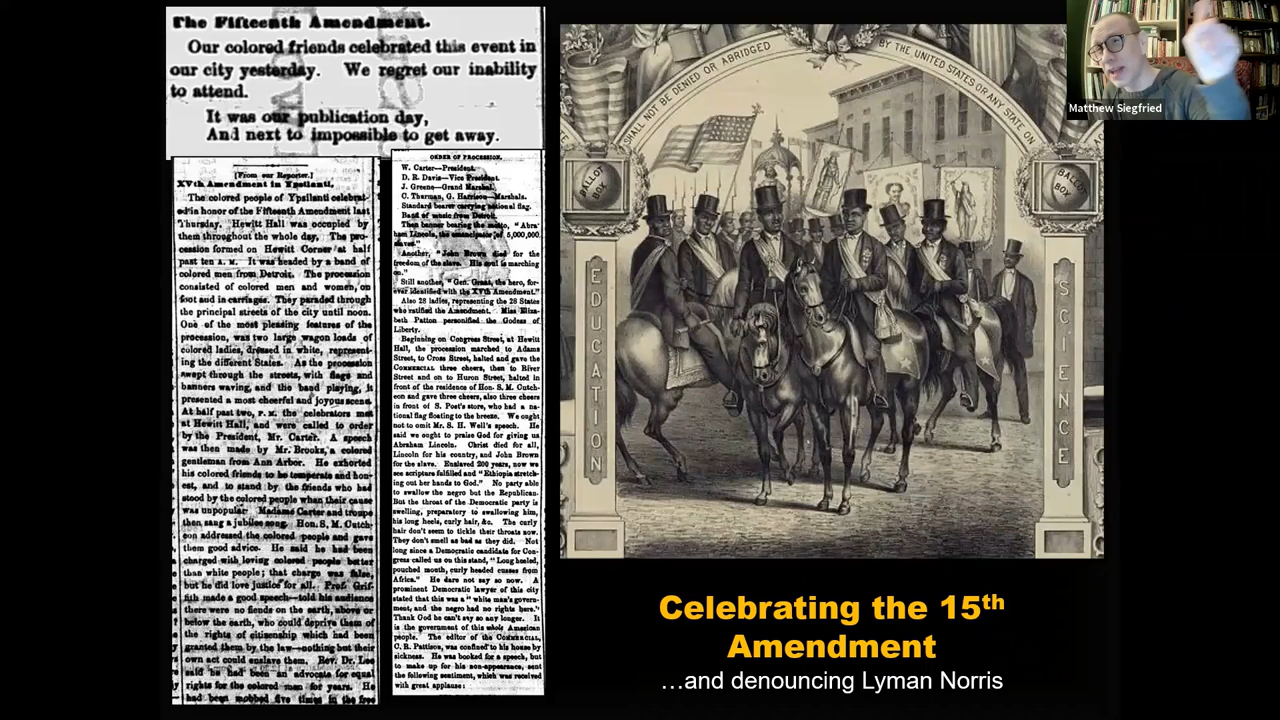 The Fifteenth Amendment.
Our colored friends celebrated this event in
our city yesterday. We regret our inability
to attend.
It was our publication day,
And next to impossible to get away.
[From our Reporter.]
XVth Amendment in Ypsilanti.
The colored people of Ypsilanti celebrat-
ed in honor of the Fifteenth Amendment last
Thursday. Hewitt Hall was occupied by
them throughout the whole day. The pro-
cession formed on Hewitt Corner at half
past ten A. M. It was headed by a band of
colored men from Detroit. The procession
consisted of colored men and women, on
foot and in carriages. They paraded through
the principal streets of the city until noon.
One of the most pleasing features of the
procession, was two large wagon loads of
colored ladies, dressed in white, represent-
ing the different States. As the procession
swept through the streets, with flags and
banners waving, and the band playing, it
presented a most cheerful and joyous scene.
At half past two, P. M. the celebrators met
at Hewitt Hall, and were called to order
by the President, Mr. Carter. A speech
was then made by Mr. Brooks, a colored
gentleman from Ann Arbor. He exhorted
his colored friends to be temperate and hon-
est, and to stand by the friends who had
stood by the colored people when their cause
was unpopular. Madame Carter and troupe
then sang a jubilee song. Hon. S. M. Cutch-
eon addressed the colored people and gave
them good advice. He said he had been
charged with loving colored people better
than white people; that charge was false,
but he did love justice for all. Prof. Grif-
fith made a good speech—told his audience
there were no fiends on the earth, above or
below the earth, who could deprive them of
the rights of citizenship which had been
granted them by the law—nothing but their
own act could enslave them. Rev. Dr. Lee
said he had been an advocate for equal
rights for the colored man for years. He
had been mobbed five times in the free
ORDER OF PROCESSION.
W. Carter—President.
D. R. Davis—Vice President.
J. Greene—Grand Marshal.
C. Thurman, G. Harrison—Marshals.
Standard bearer carrying national flag.
Band of music from Detroit.
Then banner bearing the motto, "Abra-
ham Lincoln, the emancipator of 5,000,000
slaves."
Another, "John Brown died for the
freedom of the slave. His soul is marching
on."
Still another, "Gen. Grant, the hero, for-
ever identified with the XVth Amendment."
Also 28 ladies, representing the 28 States
who ratified the Amendment. Miss Eliza-
beth Patton personified the Godess of
Liberty.
Beginning on Congress Street, at Hewitt
Hall, the procession marched to Adams
Street, to Cross Street, halted and gave the
COMMERCIAL three cheers, then to River
Street and on to Huron Street, halted in
front of the residence of Hon. S. M. Cutch-
eon and gave three cheers, also three cheers
in front of S. Post's store, who had a na-
tional flag floating to the breeze. We ought
not to omit Mr. S. H. Well's speech. He
said we ought to praise God for giving us
Abraham Lincoln. Christ died for all,
Lincoln for his country, and John Brown
for the slave. Enslaved 200 years, now we
see scripture fulfilled and "Ethiopia stretch-
ing out her hands to God." No party able
to swallow the negro but the Republican.
But the throat of the Democratic party is
swelling, preparatory to swallowing him,
his long heels, curly hair, &c. The curly
hair don't seem to tickle their throats now.
They don't smell as bad as they did. Not
long since a Democratic candidate for Con-
gress called us on this stand, "Long heeled,
pouched mouth, curly headed cusses from
Africa." He dare not say so now. A
prominent Democratic lawyer of this city
stated that this was a "white man's govern-
ment, and the negro had no rights here."
Thank God he can't say so any longer. It
is the government of this whole American
people. The editor of the COMMERCIAL,
C. R. Pattison, was confined to his house by
sickness. He was booked for a speech, but
to make up for his non-appearance, sent
the following sentiment, which was received
with great applause:
SHALL NOT BE DENIED OR ABRIDGED
BY THE UNITED STATES OR ANY STATE ON
BALLOT BOX
BALLOT BOX
EDUCATION
SCIENCE
Matthew Siegfried
Celebrating the 15th
Amendment
…and denouncing Lyman Norris